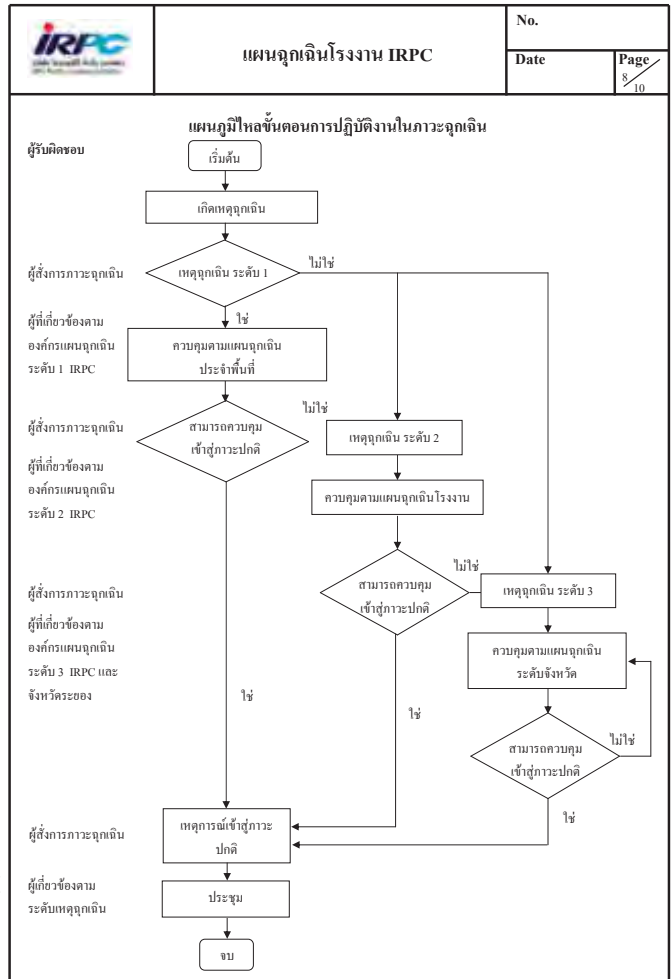 IRPC
แผนฉุกเฉินโรงงาน IRPC
No.
Date
Page
8/10
แผนภูมิไหลขั้นตอนการปฏิบัติงานในภาวะฉุกเฉิน
ผู้รับผิดชอบ
เริ่มต้น
เกิดเหตุฉุกเฉิน
ผู้สั่งการภาวะฉุกเฉิน
เหตุฉุกเฉิน ระดับ 1
ไม่ใช่
ใช่
ผู้ที่เกี่ยวข้องตาม
องค์กรแผนฉุกเฉิน
ระดับ 1 IRPC
ควบคุมตามแผนฉุกเฉิน
ประจำพื้นที่
ไม่ใช่
ผู้สั่งการภาวะฉุกเฉิน
สามารถควบคุม
เข้าสู่ภาวะปกติ
เหตุฉุกเฉิน ระดับ 2
ผู้ที่เกี่ยวข้องตาม
องค์กรแผนฉุกเฉิน
ระดับ 2 IRPC
ควบคุมตามแผนฉุกเฉินโรงงาน
ไม่ใช่
สามารถควบคุม
เข้าสู่ภาวะปกติ
เหตุฉุกเฉิน ระดับ 3
ผู้สั่งการภาวะฉุกเฉิน
ผู้ที่เกี่ยวข้องตาม
องค์กรแผนฉุกเฉิน
ระดับ 3 IRPC และ
จังหวัดระยอง
ควบคุมตามแผนฉุกเฉิน
ระดับจังหวัด
ใช่
ใช่
ไม่ใช่
สามารถควบคุม
เข้าสู่ภาวะปกติ
ใช่
ผู้สั่งการภาวะฉุกเฉิน
เหตุการณ์เข้าสู่ภาวะ
ปกติ
ผู้เกี่ยวข้องตาม
ระดับเหตุฉุกเฉิน
ประชุม
จบ